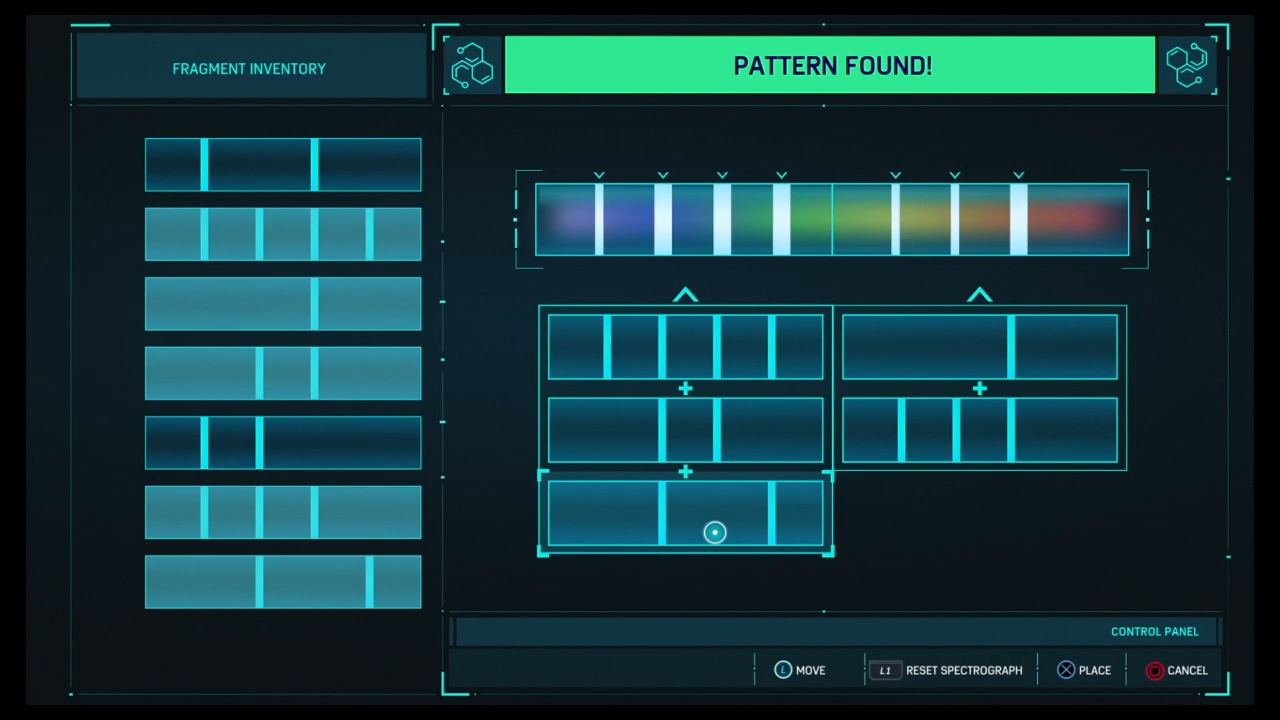 FRAGMENT INVENTORY
PATTERN FOUND!
CONTROL PANEL
L MOVE
L1 RESET SPECTROGRAPH
PLACE
CANCEL